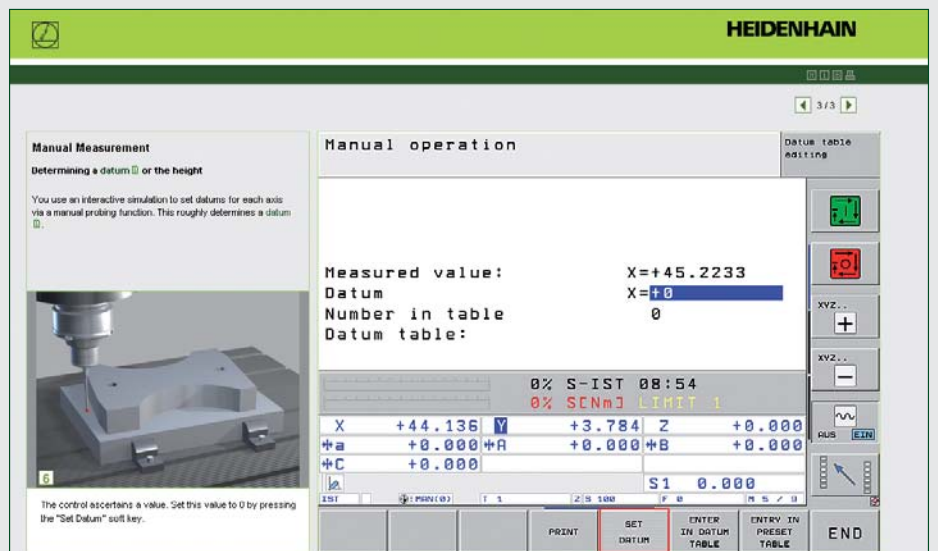 HEIDENHAIN
3/3
Manual Measurement
Determining a datum or the height
You use an interactive simulation to set datums for each axis
via a manual probing function. This roughly determines a datum
.
6
The control ascertains a value. Set this value to 0 by pressing
the "Set Datum" soft key.
Manual operation
Datum table
editing
Measured value: X=+45.2233
Datum X=+0
Number in table 0
Datum table:
0% S-IST 08:54
0% S[Nm] LIMIT 1
X +44.136 Y +3.784 Z +0.000
*a +0.000 *A +0.000 *B +0.000
*C +0.000
S1 0.000
IST MAN(0) T 1 Z S 100 F 0 M 5 / 9
XYZ..
+
XYZ..
−
AUS EIN
PRINT
SET
DATUM
ENTER
IN DATUM
TABLE
ENTRY IN
PRESET
TABLE
END